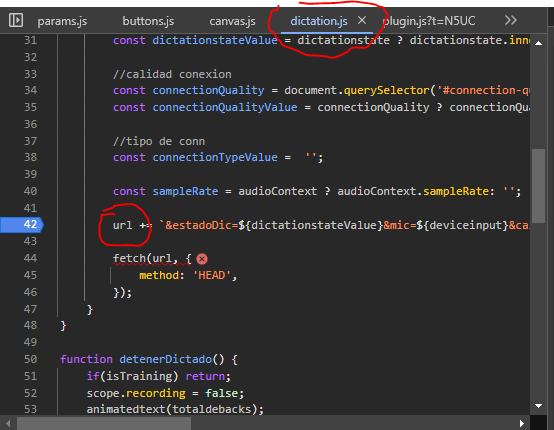 params.js buttons.js canvas.js dictation.js × plugin.js?t=N5UC >>
31 const dictationstateValue = dictationstate ? dictationstate.inne
32
33 //calidad conexion
34 const connectionQuality = document.querySelector('#connection-q
35 const connectionQualityValue = connectionQuality ? connectionQua
36
37 //tipo de conn
38 const connectionTypeValue =  '';
39
40 const sampleRate = audioContext ? audioContext.sampleRate: '';
41
42 url += `&estadoDic=${dictationstateValue}&mic=${deviceinput}&ca
43
44 fetch(url, {
45 method: 'HEAD',
46 });
47 }
48 }
49
50 function detenerDictado() {
51 if(isTraining) return;
52 scope.recording = false;
53 animatedtext(totaldebacks);